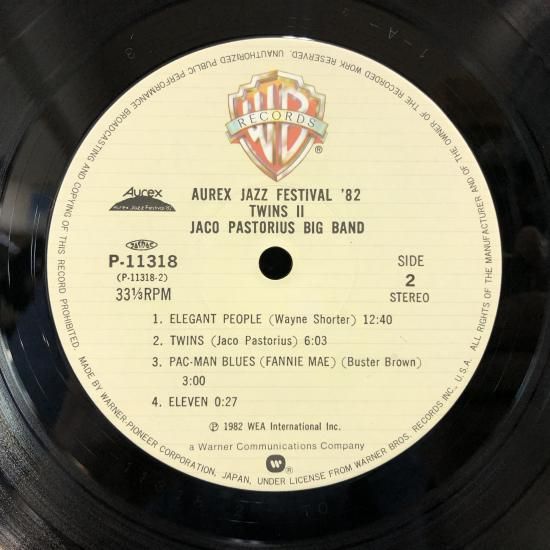 UNAUTHORIZED PUBLIC PERFORMANCE BROADCASTING AND COPYING OF THIS RECORD PROHIBITED.
ALL RIGHTS OF THE MANUFACTURER AND OF THE OWNER OF THE RECORDED WORK RESERVED.
WB
RECORDS
®
Aurex
Aurex Jazz Festival '82
AUREX JAZZ FESTIVAL '82
TWINS II
JACO PASTORIUS BIG BAND
P-11318
(P-11318-2)
33⅓RPM
SIDE
2
STEREO
1. ELEGANT PEOPLE (Wayne Shorter) 12:40
2. TWINS (Jaco Pastorius) 6:03
3. PAC-MAN BLUES (FANNIE MAE) (Buster Brown)
3:00
4. ELEVEN 0:27
℗ 1982 WEA International Inc.
a Warner Communications Company
®
MADE BY WARNER-PIONEER CORPORATION, JAPAN, UNDER LICENSE FROM WARNER BROS. RECORDS INC., U.S.A.